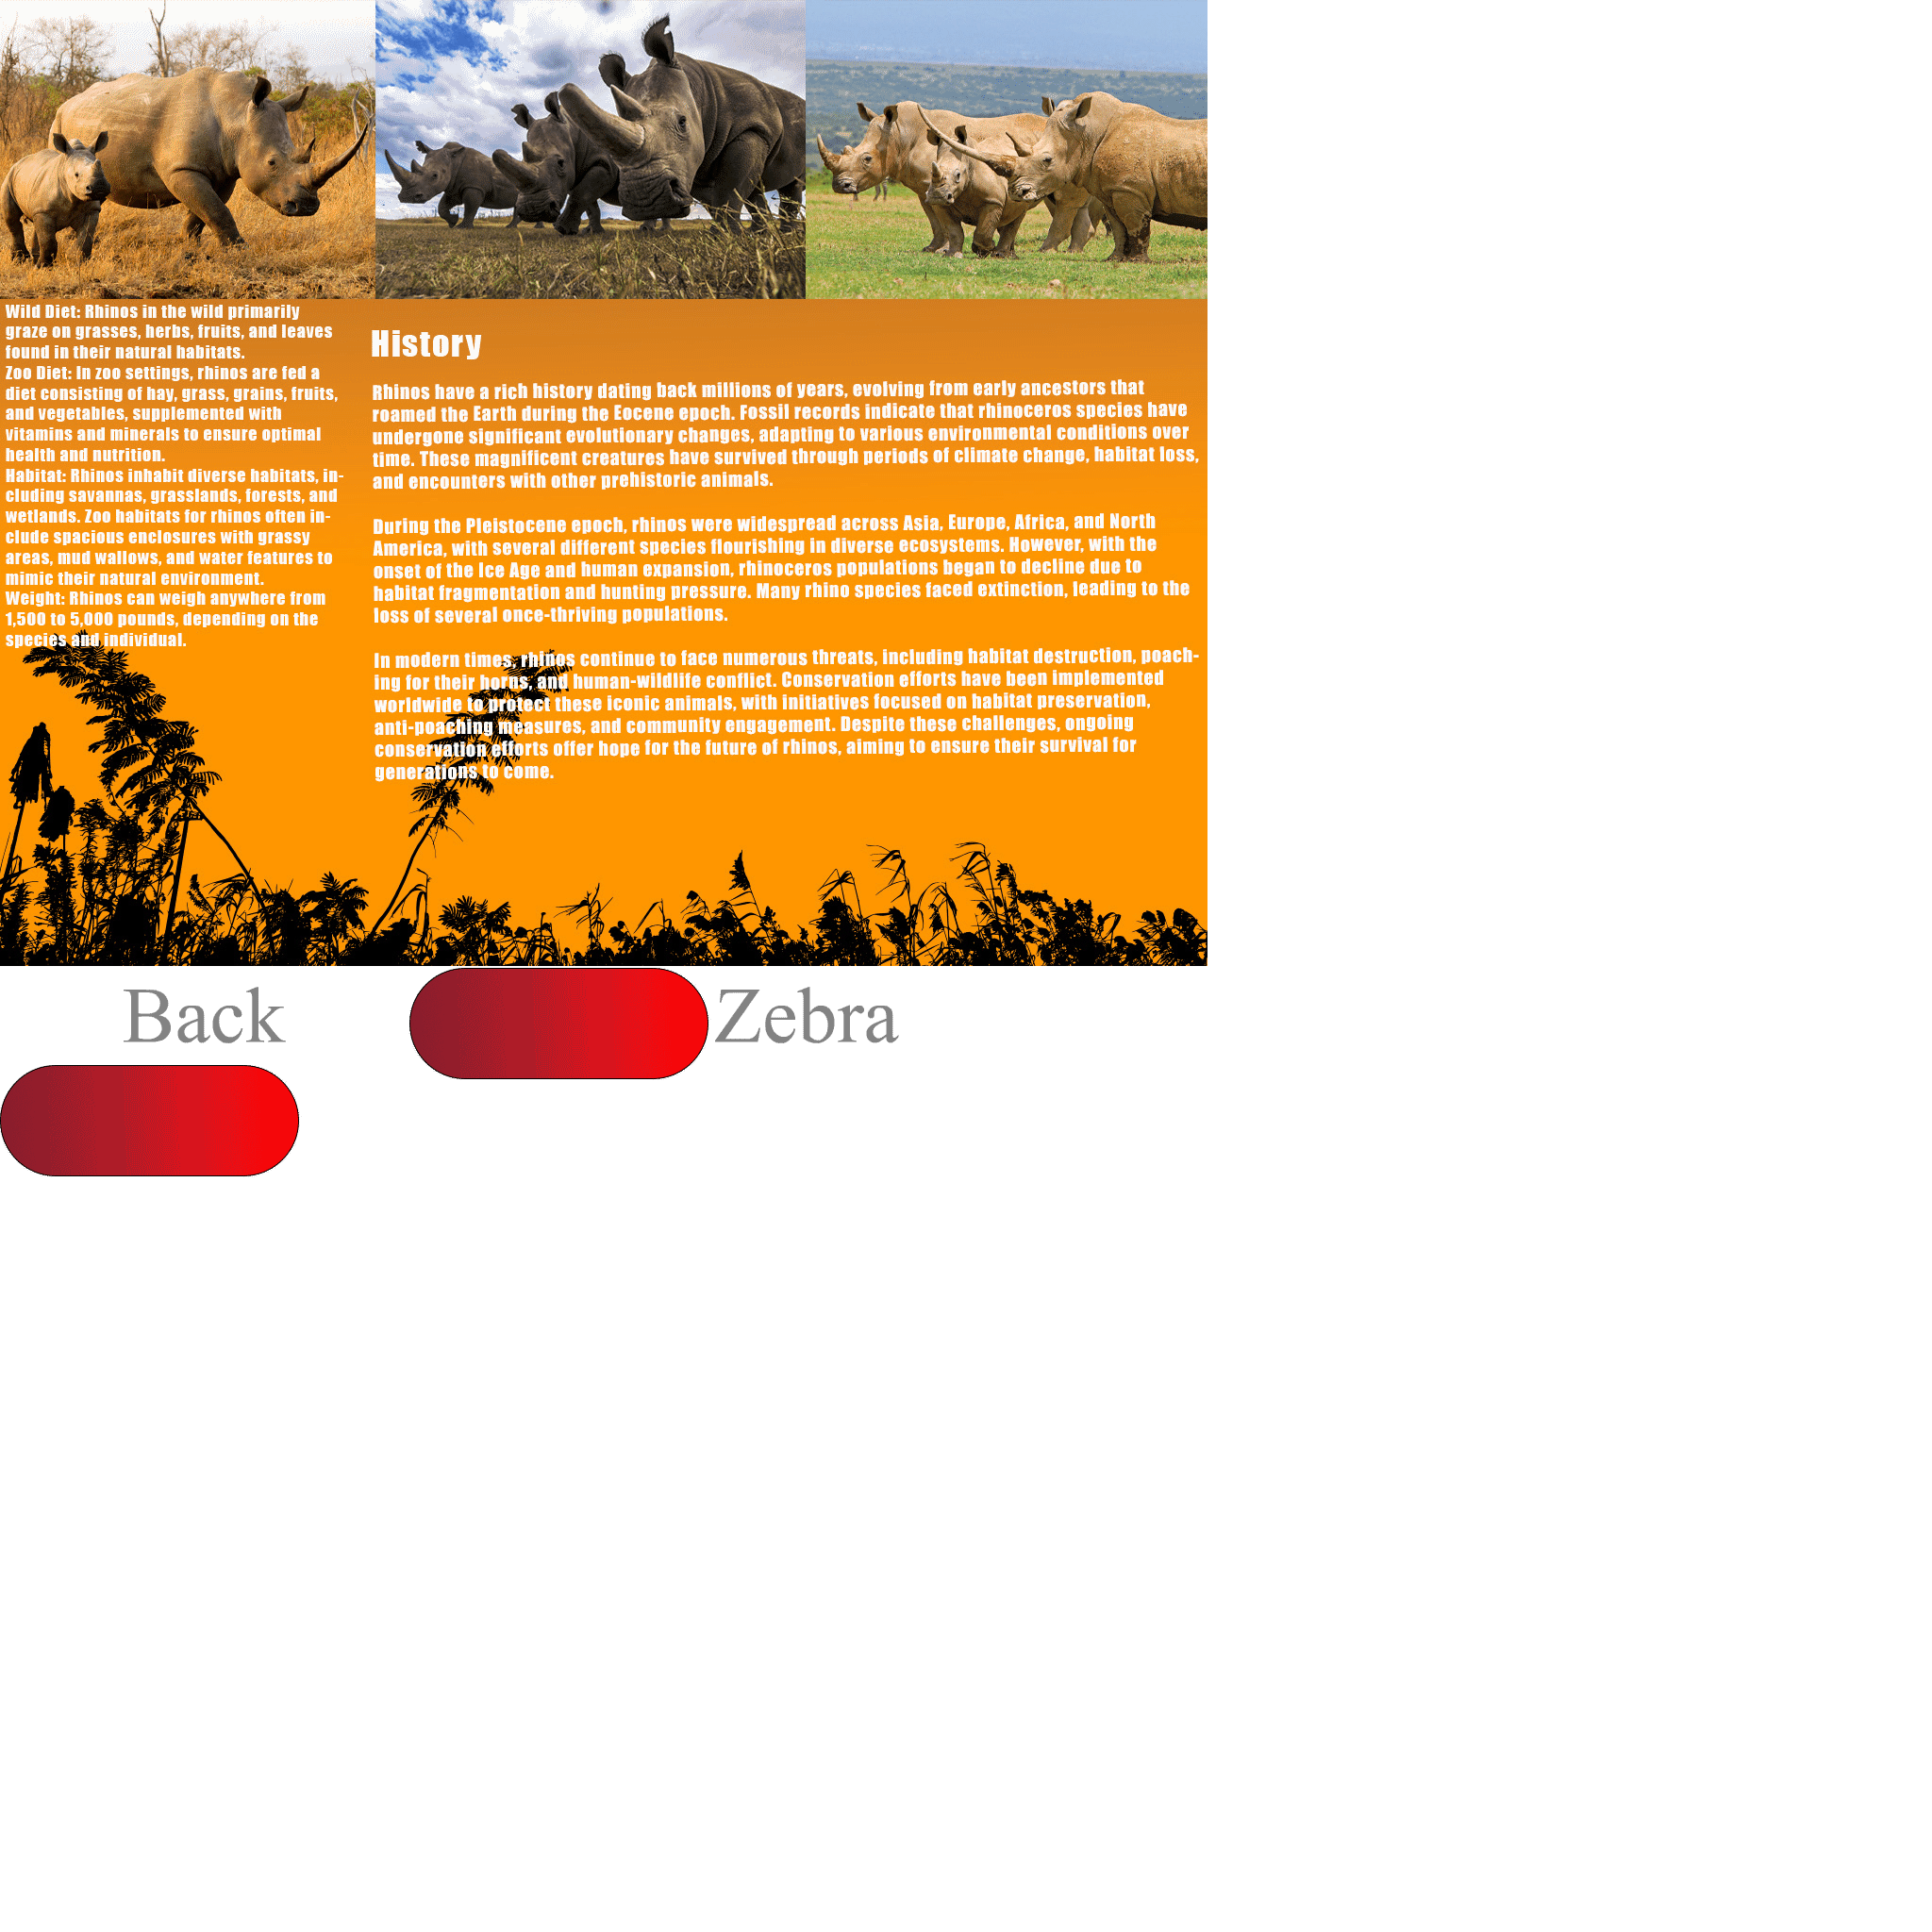 Wild Diet: Rhinos in the wild primarily
graze on grasses, herbs, fruits, and leaves
found in their natural habitats.
Zoo Diet: In zoo settings, rhinos are fed a
diet consisting of hay, grass, grains, fruits,
and vegetables, supplemented with
vitamins and minerals to ensure optimal
health and nutrition.
Habitat: Rhinos inhabit diverse habitats, in-
cluding savannas, grasslands, forests, and
wetlands. Zoo habitats for rhinos often in-
clude spacious enclosures with grassy
areas, mud wallows, and water features to
mimic their natural environment.
Weight: Rhinos can weigh anywhere from
1,500 to 5,000 pounds, depending on the
species and individual.
History
Rhinos have a rich history dating back millions of years, evolving from early ancestors that
roamed the Earth during the Eocene epoch. Fossil records indicate that rhinoceros species have
undergone significant evolutionary changes, adapting to various environmental conditions over
time. These magnificent creatures have survived through periods of climate change, habitat loss,
and encounters with other prehistoric animals.
During the Pleistocene epoch, rhinos were widespread across Asia, Europe, Africa, and North
America, with several different species flourishing in diverse ecosystems. However, with the
onset of the Ice Age and human expansion, rhinoceros populations began to decline due to
habitat fragmentation and hunting pressure. Many rhino species faced extinction, leading to the
loss of several once-thriving populations.
In modern times, rhinos continue to face numerous threats, including habitat destruction, poach-
ing for their horns, and human-wildlife conflict. Conservation efforts have been implemented
worldwide to protect these iconic animals, with initiatives focused on habitat preservation,
anti-poaching measures, and community engagement. Despite these challenges, ongoing
conservation efforts offer hope for the future of rhinos, aiming to ensure their survival for
generations to come.
Back
Zebra